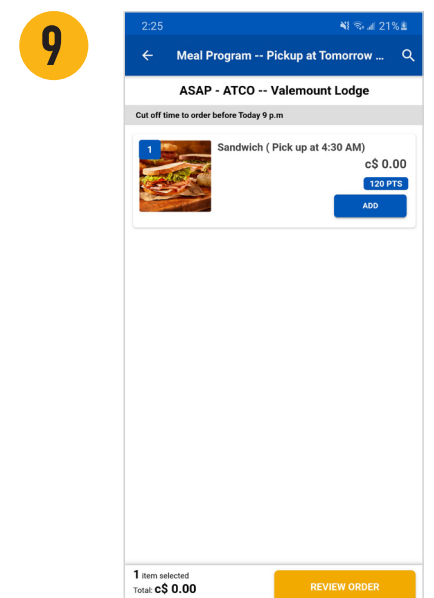 9
2:25 21%
Meal Program -- Pickup at Tomorrow ...
ASAP - ATCO -- Valemount Lodge
Cut off time to order before Today 9 p.m
1
Sandwich ( Pick up at 4:30 AM)
c$ 0.00
120 PTS
ADD
1 item selected
Total: c$ 0.00
REVIEW ORDER